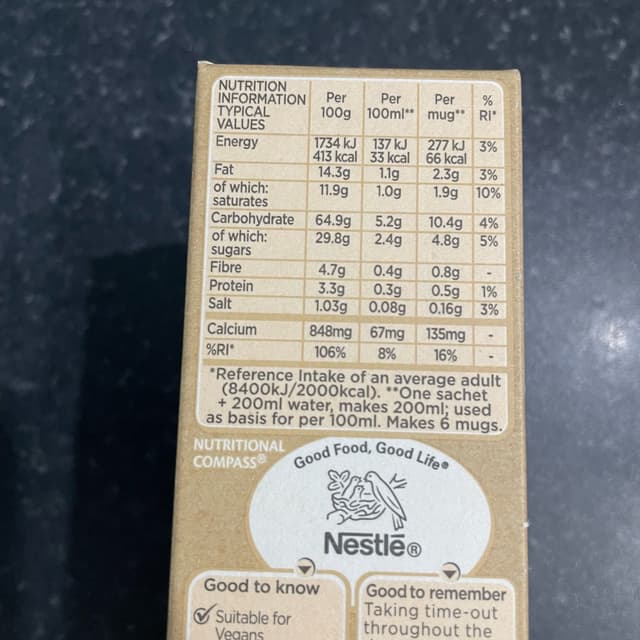 NUTRITION INFORMATION TYPICAL VALUES Per 100g Per 100ml** Per mug** % RI*
Energy 1734 kJ 413 kcal 137 kJ 33 kcal 277 kJ 66 kcal 3%
Fat 14.3g 1.1g 2.3g 3%
of which: saturates 11.9g 1.0g 1.9g 10%
Carbohydrate 64.9g 5.2g 10.4g 4%
of which: sugars 29.8g 2.4g 4.8g 5%
Fibre 4.7g 0.4g 0.8g -
Protein 3.3g 0.3g 0.5g 1%
Salt 1.03g 0.08g 0.16g 3%
Calcium 848mg 67mg 135mg -
%RI* 106% 8% 16% -
*Reference Intake of an average adult
(8400kJ/2000kcal). **One sachet
+ 200ml water, makes 200ml; used
as basis for per 100ml. Makes 6 mugs.
NUTRITIONAL
COMPASS®
Good Food, Good Life®
Nestlé®
Good to know
Suitable for
Vegans
Good to remember
Taking time-out
throughout the